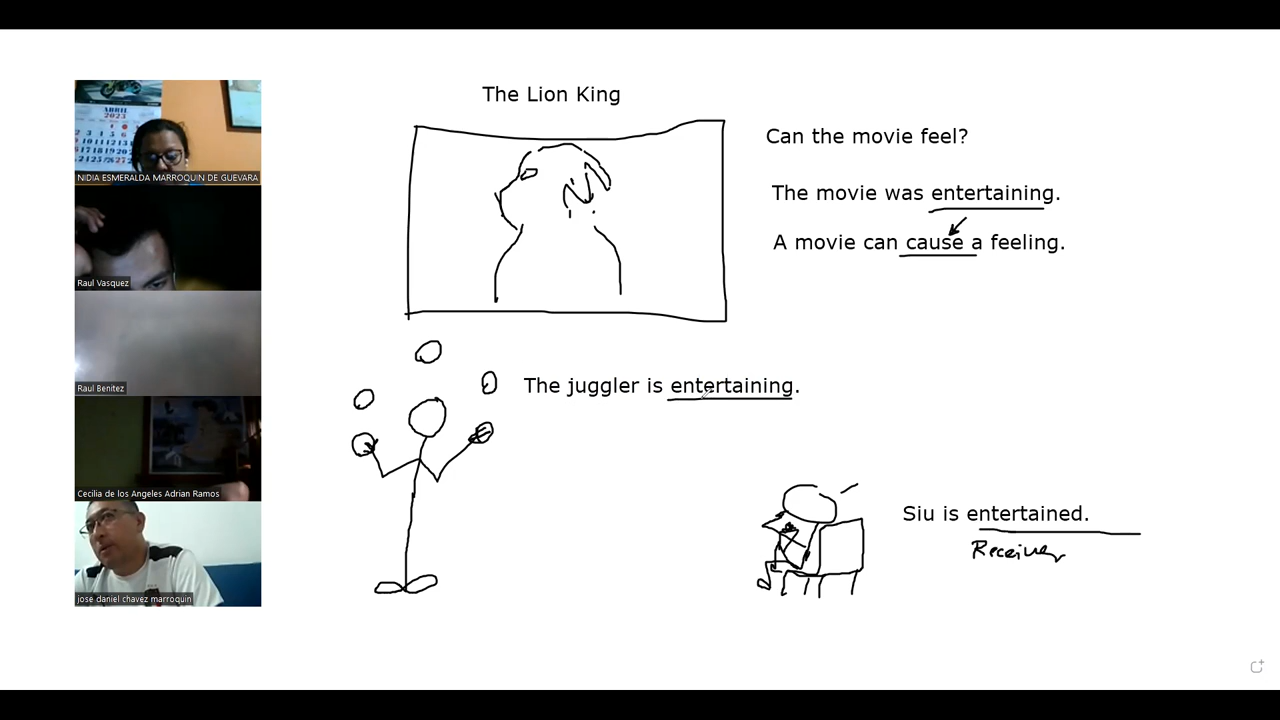 The Lion King
Can the movie feel?
The movie was entertaining.
A movie can cause a feeling.
The juggler is entertaining.
Siu is entertained.
Receiver
ABRIL
2023
NIDIA ESMERALDA MARROQUIN DE GUEVARA
Raul Vasquez
Raul Benitez
Cecilia de los Angeles Adrian Ramos
jose daniel chavez marroquin